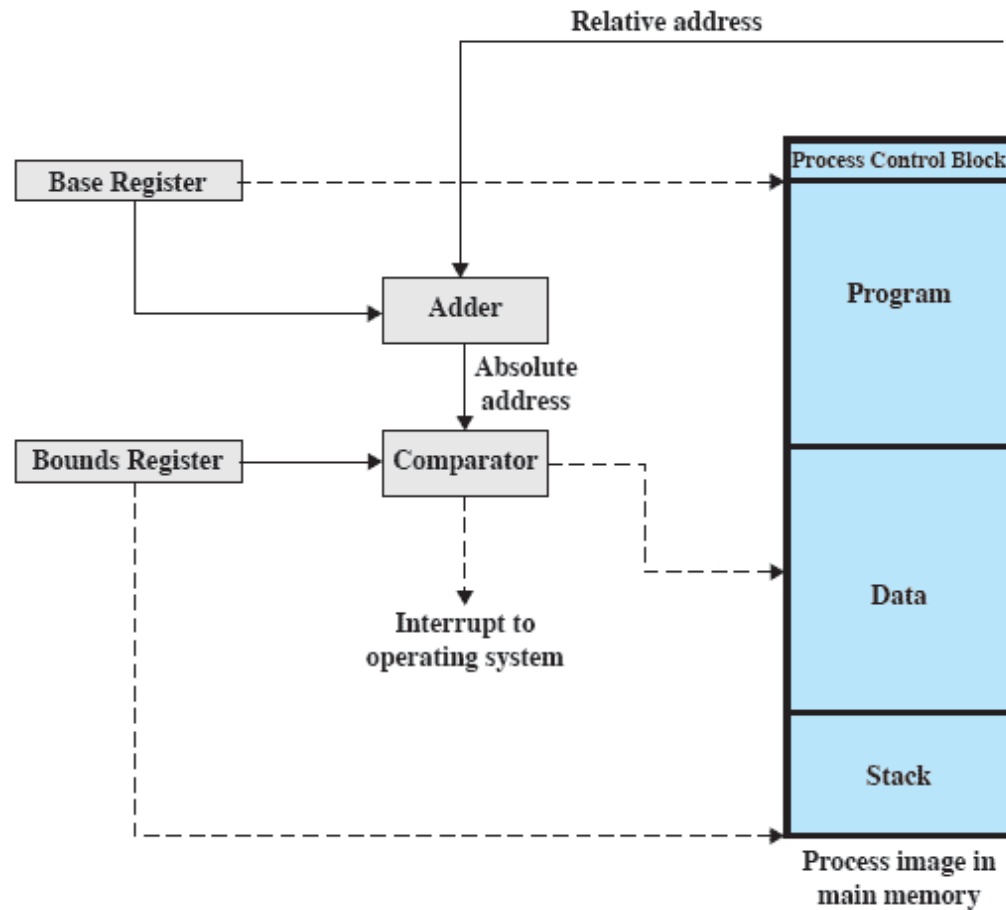 Relative address
Process Control Block
Base Register
Program
Adder
Absolute
address
Bounds Register
Comparator
Data
Interrupt to
operating system
Stack
Process image in
main memory